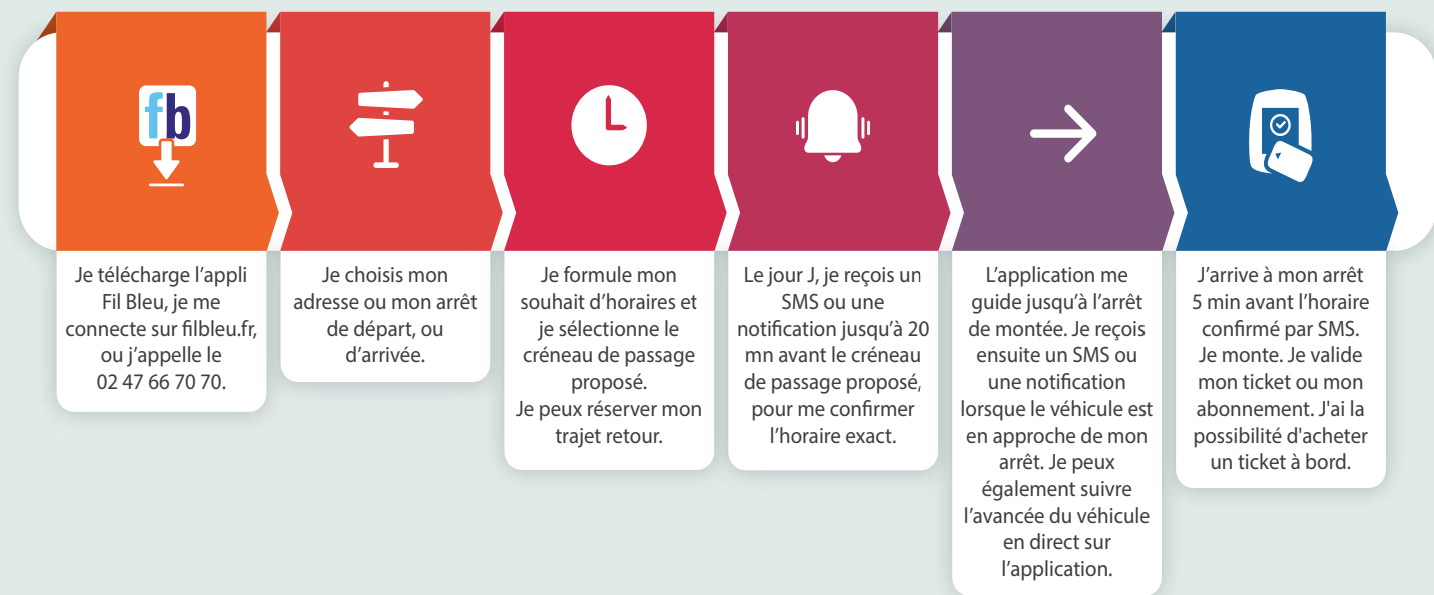 fb
Je télécharge l'appli
Fil Bleu, je me
connecte sur filbleu.fr,
ou j'appelle le
02 47 66 70 70.
Je choisis mon
adresse ou mon arrêt
de départ, ou
d'arrivée.
Je formule mon
souhait d'horaires et
je sélectionne le
créneau de passage
proposé.
Je peux réserver mon
trajet retour.
Le jour J, je reçois un
SMS ou une
notification jusqu'à 20
mn avant le créneau
de passage proposé,
pour me confirmer
l'horaire exact.
L'application me
guide jusqu'à l'arrêt
de montée. Je reçois
ensuite un SMS ou
une notification
lorsque le véhicule est
en approche de mon
arrêt. Je peux
également suivre
l'avancée du véhicule
en direct sur
l'application.
J'arrive à mon arrêt
5 min avant l'horaire
confirmé par SMS.
Je monte. Je valide
mon ticket ou mon
abonnement. J'ai la
possibilité d'acheter
un ticket à bord.